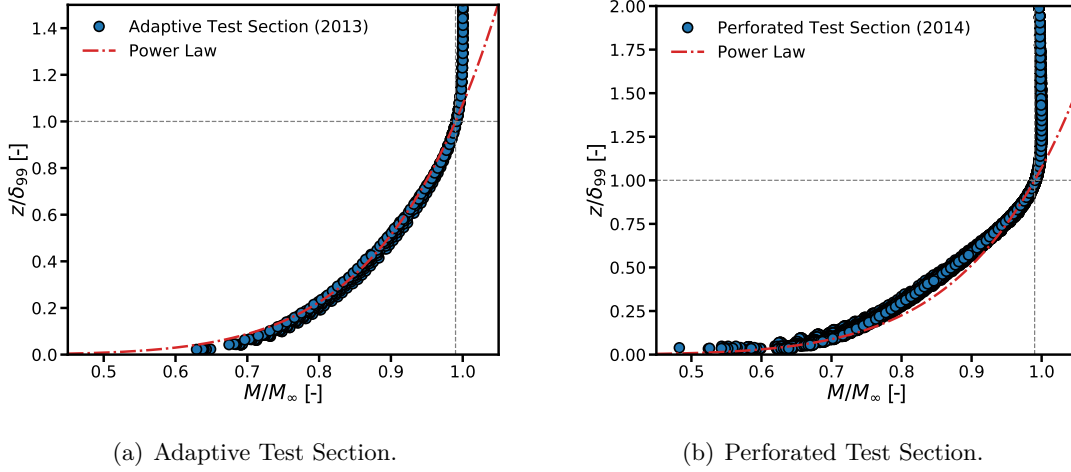 Adaptive Test Section (2013)
Power Law
1.4
1.2
1.0
0.8
0.6
0.4
0.2
0.0
z/δ99 [-]
0.5 0.6 0.7 0.8 0.9 1.0
M/M∞ [-]
(a) Adaptive Test Section.
Perforated Test Section (2014)
Power Law
2.00
1.75
1.50
1.25
1.00
0.75
0.50
0.25
0.00
z/δ99 [-]
0.5 0.6 0.7 0.8 0.9 1.0
M/M∞ [-]
(b) Perforated Test Section.